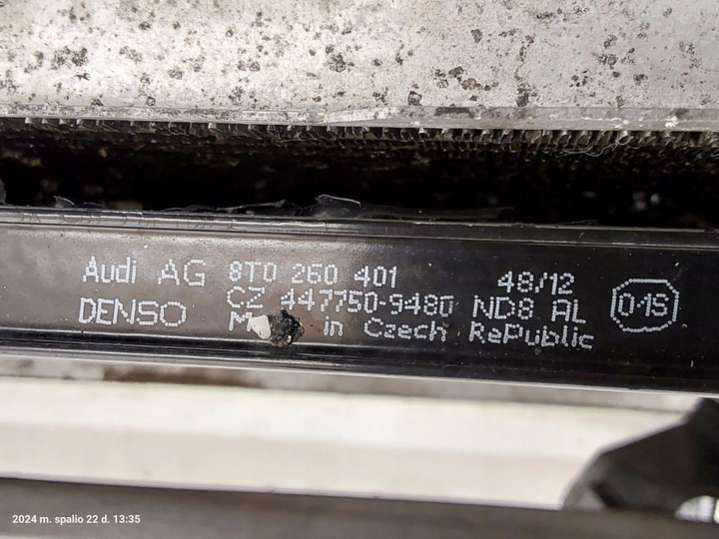 Audi AG 8T0 260 401 48/12
DENSO CZ 447750-9480 ND8 AL 0-1S
in Czech RePublic
2024 m. spalio 22 d. 13:35